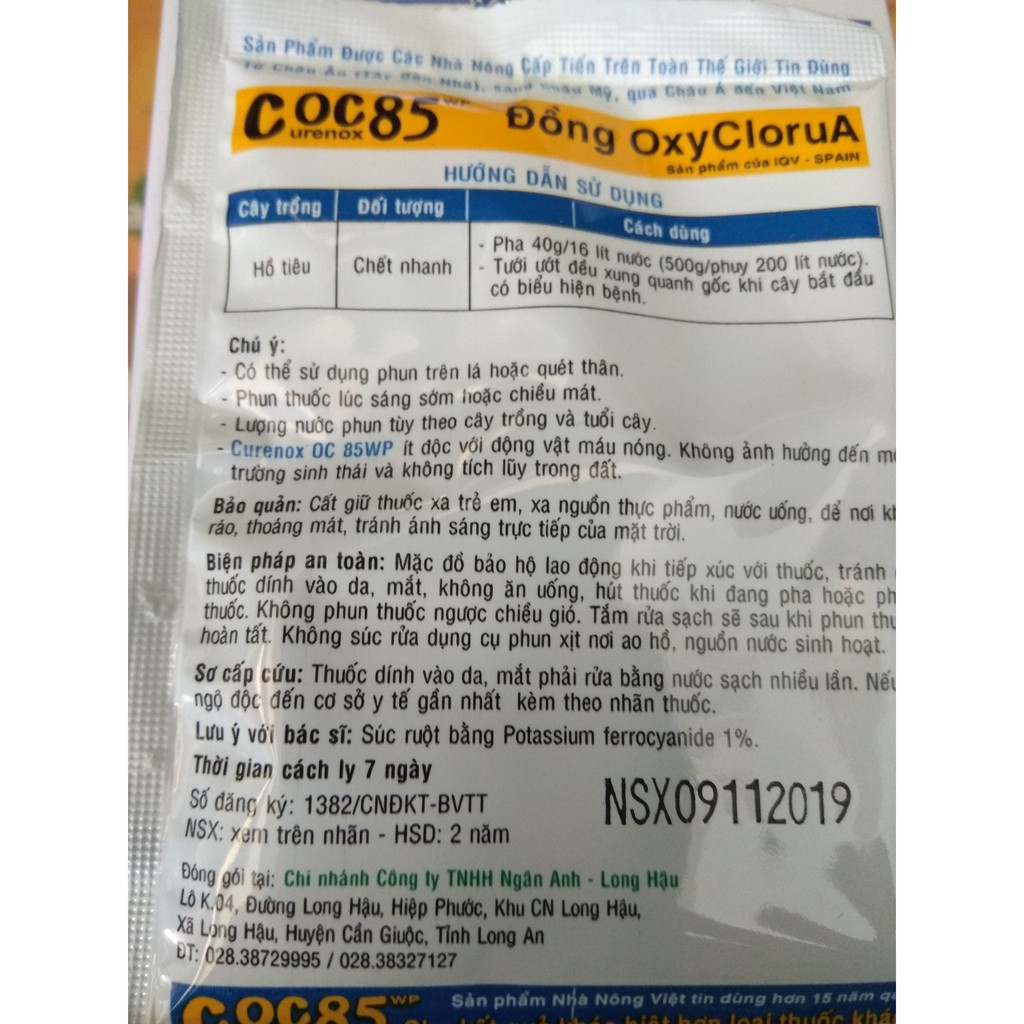 Sản Phẩm Được Các Nhà Nông Cấp Tiến Trên Toàn Thế Giới Tin Dùng
Từ Châu Âu (Tây Ban Nha), sang Châu Mỹ, qua Châu Á đến Việt Nam
COC85 WP Đồng OxyCloruA
urenox
Sản phẩm của IQV - SPAIN
HƯỚNG DẪN SỬ DỤNG
Cây trồng Đối tượng Cách dùng
Hồ tiêu Chết nhanh
- Pha 40g/16 lít nước (500g/phuy 200 lít nước).
- Tưới ướt đều xung quanh gốc khi cây bắt đầu
có biểu hiện bệnh.
Chú ý:
- Có thể sử dụng phun trên lá hoặc quét thân.
- Phun thuốc lúc sáng sớm hoặc chiều mát.
- Lượng nước phun tùy theo cây trồng và tuổi cây.
- Curenox OC 85WP ít độc với động vật máu nóng. Không ảnh hưởng đến
trường sinh thái và không tích lũy trong đất.
Bảo quản: Cất giữ thuốc xa trẻ em, xa nguồn thực phẩm, nước uống, để nơi
ráo, thoáng mát, tránh ánh sáng trực tiếp của mặt trời.
Biện pháp an toàn: Mặc đồ bảo hộ lao động khi tiếp xúc với thuốc, tránh
thuốc dính vào da, mắt, không ăn uống, hút thuốc khi đang pha hoặc
thuốc. Không phun thuốc ngược chiều gió. Tắm rửa sạch sẽ sau khi phun
hoàn tất. Không súc rửa dụng cụ phun xịt nơi ao hồ, nguồn nước sinh hoạt.
Sơ cấp cứu: Thuốc dính vào da, mắt phải rửa bằng nước sạch nhiều lần. Nếu
ngộ độc đến cơ sở y tế gần nhất kèm theo nhãn thuốc.
Lưu ý với bác sĩ: Súc ruột bằng Potassium ferrocyanide 1%.
Thời gian cách ly 7 ngày
Số đăng ký: 1382/CNĐKT-BVTT
NSX09112019
NSX: xem trên nhãn - HSD: 2 năm
Đóng gói tại: Chi nhánh Công ty TNHH Ngân Anh - Long Hậu
Lô K.04, Đường Long Hậu, Hiệp Phước, Khu CN Long Hậu,
Xã Long Hậu, Huyện Cần Giuộc, Tỉnh Long An
ĐT: 028.38729995 / 028.38327127
COC85 WP Sản phẩm Nhà Nông Việt tin dùng hơn 15 năm